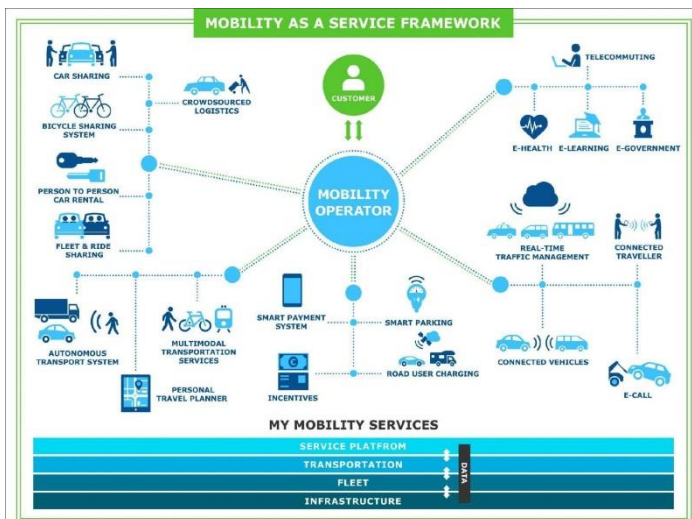 MOBILITY AS A SERVICE FRAMEWORK
CUSTOMER
MOBILITY
OPERATOR
CAR SHARING
CROWDSOURCED
LOGISTICS
BICYCLE SHARING
SYSTEM
PERSON TO PERSON
CAR RENTAL
FLEET & RIDE
SHARING
TELECOMMUTING
E-HEALTH
E-LEARNING
E-GOVERNMENT
REAL-TIME
TRAFFIC MANAGEMENT
CONNECTED
TRAVELLER
CONNECTED VEHICLES
E-CALL
AUTONOMOUS
TRANSPORT SYSTEM
MULTIMODAL
TRANSPORTATION
SERVICES
PERSONAL
TRAVEL PLANNER
SMART PAYMENT
SYSTEM
SMART PARKING
INCENTIVES
€
ROAD USER CHARGING
MY MOBILITY SERVICES
SERVICE PLATFROM
TRANSPORTATION
FLEET
INFRASTRUCTURE
DATA